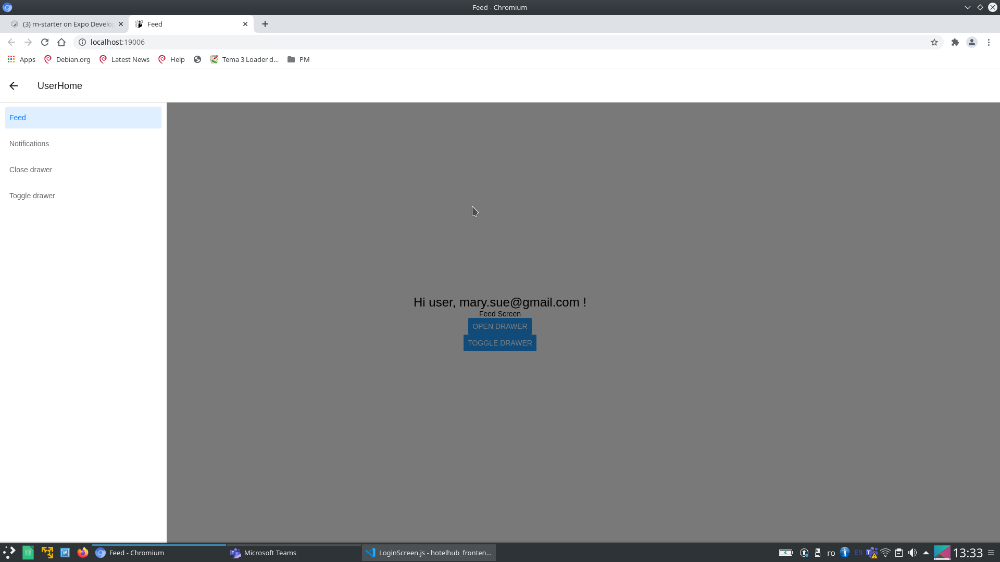 Feed - Chromium
(3) rn-starter on Expo Develo
Feed
localhost:19006
Apps
Debian.org
Latest News
Help
Tema 3 Loader d...
PM
UserHome
Feed
Notifications
Close drawer
Toggle drawer
Hi user, mary.sue@gmail.com !
Feed Screen
OPEN DRAWER
TOGGLE DRAWER
Feed - Chromium
Microsoft Teams
LoginScreen.js - hotelhub_fronten...
ro
EN
13:33